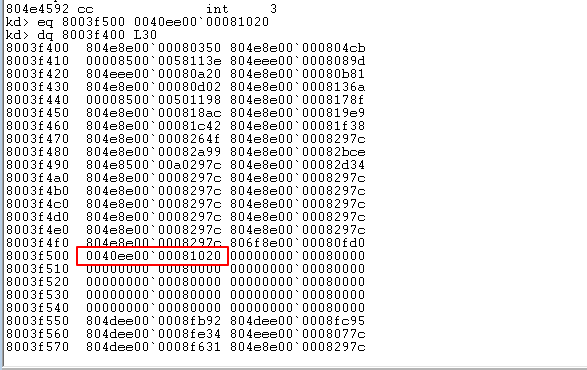 804e4592 cc              int     3
kd> eq 8003f500 0040ee00`00081020
kd> dq 8003f400 L30
8003f400  804e8e00`00080350 804e8e00`000804cb
8003f410  00008500`0058113e 804e8e00`0008089d
8003f420  804eee00`00080a20 804e8e00`00080b81
8003f430  804e8e00`00080d02 804e8e00`0008136a
8003f440  00008500`00501198 804e8e00`0008178f
8003f450  804e8e00`000818ac 804e8e00`000819e9
8003f460  804e8e00`00081c42 804e8e00`00081f38
8003f470  804e8e00`0008264f 804e8e00`0008297c
8003f480  804e8e00`00082a99 804e8e00`00082bce
8003f490  804e8500`00a0297c 804e8e00`00082d34
8003f4a0  804e8e00`0008297c 804e8e00`0008297c
8003f4b0  804e8e00`0008297c 804e8e00`0008297c
8003f4c0  804e8e00`0008297c 804e8e00`0008297c
8003f4d0  804e8e00`0008297c 804e8e00`0008297c
8003f4e0  804e8e00`0008297c 804e8e00`0008297c
8003f4f0  804e8e00`0008297c 806f8e00`00080fd0
8003f500  0040ee00`00081020 00000000`00080000
8003f510  00000000`00080000 00000000`00080000
8003f520  00000000`00080000 00000000`00080000
8003f530  00000000`00080000 00000000`00080000
8003f540  00000000`00080000 00000000`00080000
8003f550  804dee00`0008fb92 804dee00`0008fc95
8003f560  804dee00`0008fe34 804eee00`0008077c
8003f570  804dee00`0008f631 804e8e00`0008297c